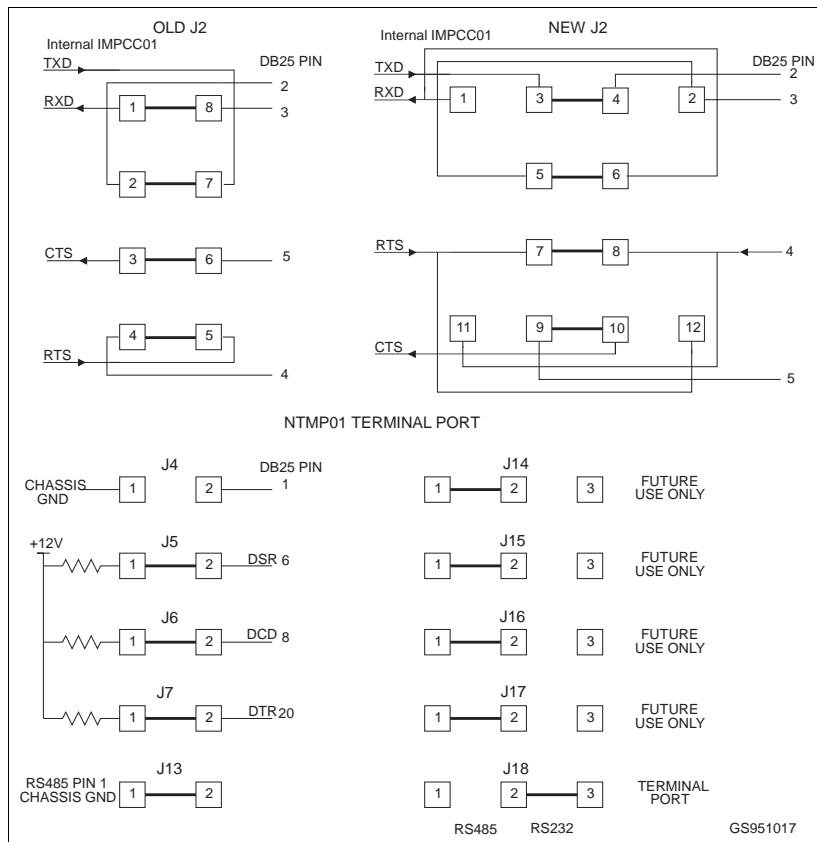 OLD J2
Internal IMPCC01
TXD
DB25 PIN
2
RXD
1
8
3
2
7
CTS
3
6
5
4
5
RTS
4
NEW J2
Internal IMPCC01
TXD
DB25 PIN
2
RXD
1
3
4
2
3
5
6
RTS
7
8
4
11
9
10
12
CTS
5
NTMP01 TERMINAL PORT
J4
DB25 PIN
CHASSIS
GND
1
2
1
+12V
J5
1
2
DSR 6
J6
1
2
DCD 8
J7
1
2
DTR 20
J13
RS485 PIN 1
CHASSIS GND
1
2
J14
1
2
3
FUTURE
USE ONLY
J15
1
2
3
FUTURE
USE ONLY
J16
1
2
3
FUTURE
USE ONLY
J17
1
2
3
FUTURE
USE ONLY
J18
1
2
3
TERMINAL
PORT
RS485
RS232
GS951017